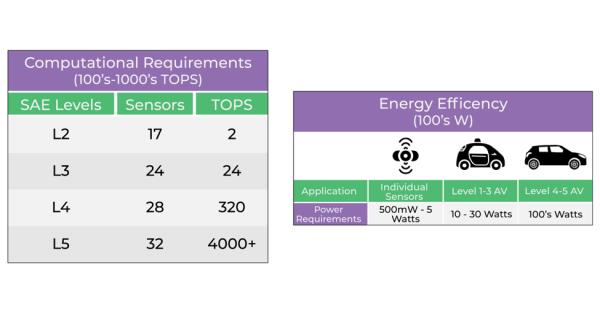 Computational Requirements
(100's-1000's TOPS)
SAE Levels Sensors TOPS
L2 17 2
L3 24 24
L4 28 320
L5 32 4000+
Energy Efficency
(100's W)
Application Individual Sensors Level 1-3 AV Level 4-5 AV
Power Requirements 500mW - 5 Watts 10 - 30 Watts 100's Watts